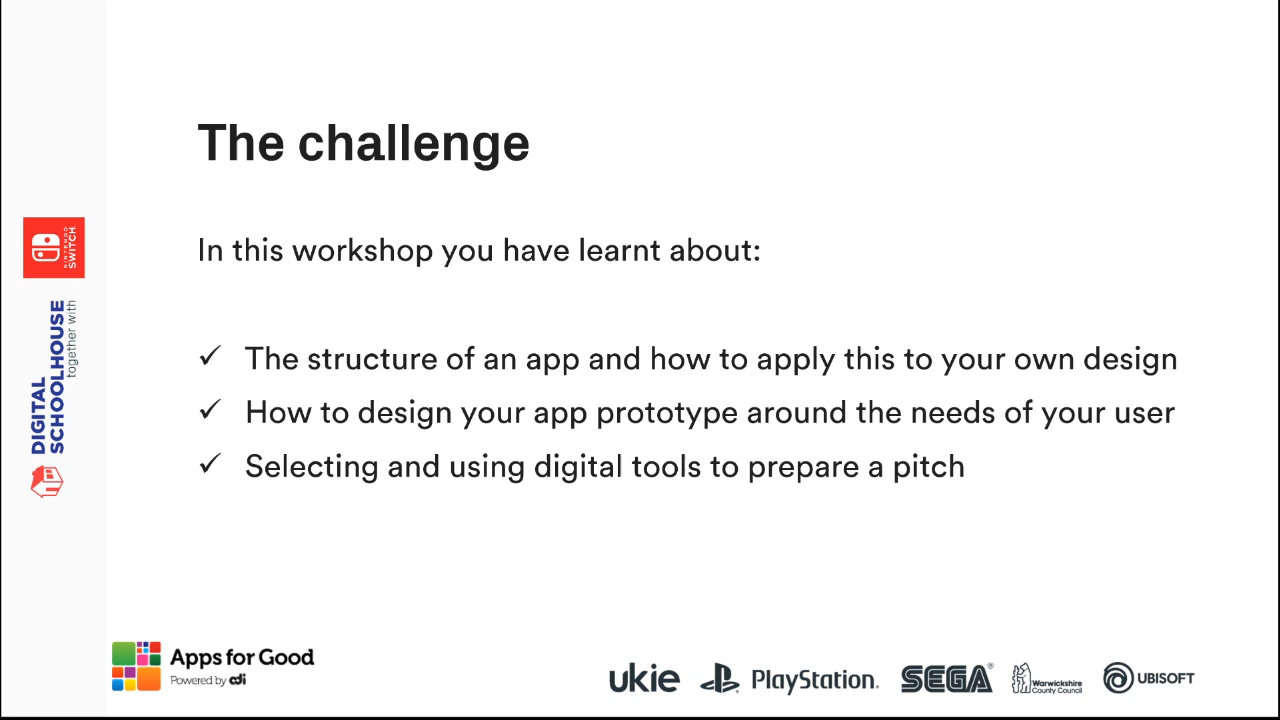 The challenge
In this workshop you have learnt about:
✓ The structure of an app and how to apply this to your own design
✓ How to design your app prototype around the needs of your user
✓ Selecting and using digital tools to prepare a pitch
NINTENDO
SWITCH
DIGITAL
SCHOOLHOUSE
together with
Apps for Good
Powered by cdi
ukie
PlayStation.
SEGA®
Warwickshire
County Council
UBISOFT